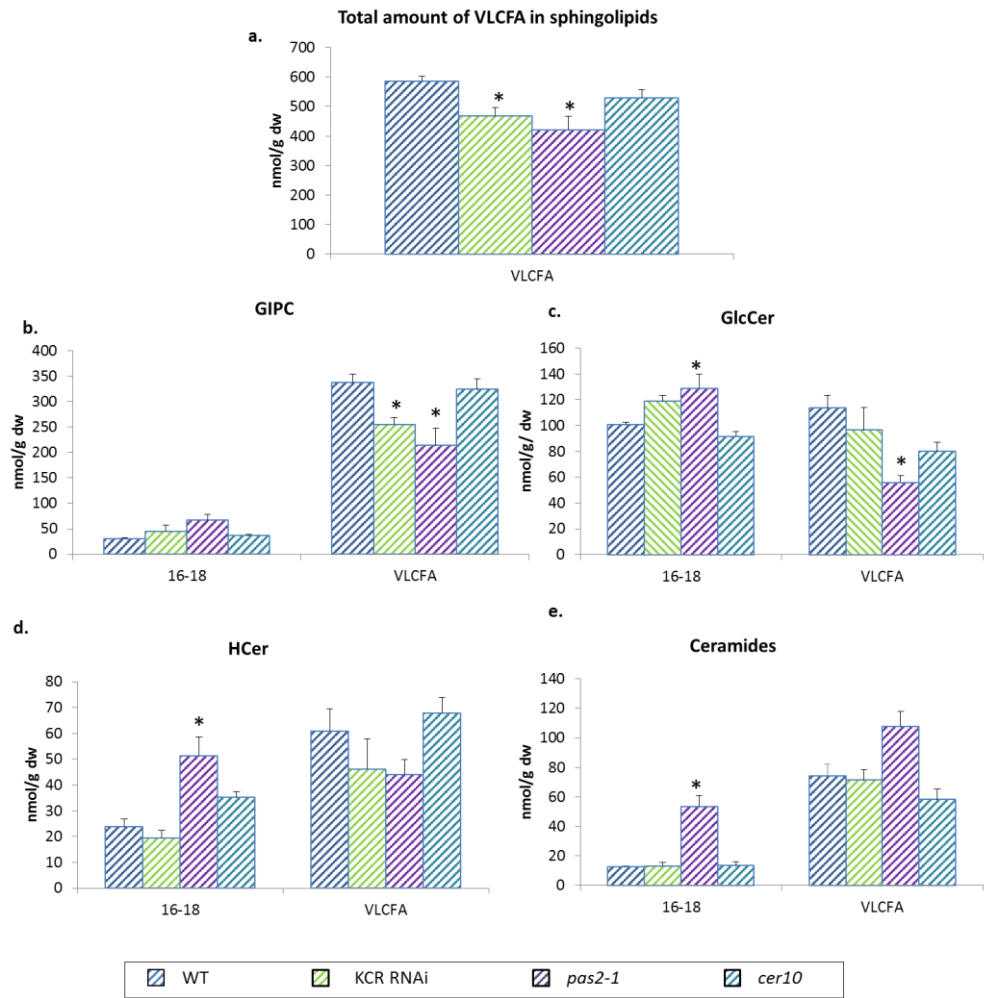 Total amount of VLCFA in sphingolipids
a.
700
600
500
400
300
200
100
0
nmol/g dw
*
*
VLCFA
b.
GIPC
400
350
300
250
200
150
100
50
0
nmol/g dw
*
*
16-18
VLCFA
c.
GlcCer
160
140
120
100
80
60
40
20
0
nmol/g/ dw
*
*
16-18
VLCFA
d.
HCer
80
70
60
50
40
30
20
10
0
nmol/g dw
*
16-18
VLCFA
e.
Ceramides
140
120
100
80
60
40
20
0
nmol/g dw
*
16-18
VLCFA
WT KCR RNAi pas2-1 cer10